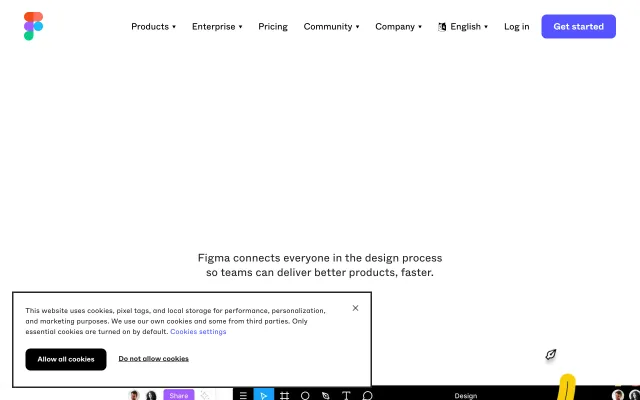 Products
Enterprise
Pricing
Community
Company
English
Log in
Get started
Figma connects everyone in the design process
so teams can deliver better products, faster.
This website uses cookies, pixel tags, and local storage for performance, personalization,
and marketing purposes. We use our own cookies and some from third parties. Only
essential cookies are turned on by default. Cookies settings
Allow all cookies
Do not allow cookies
Share
Design